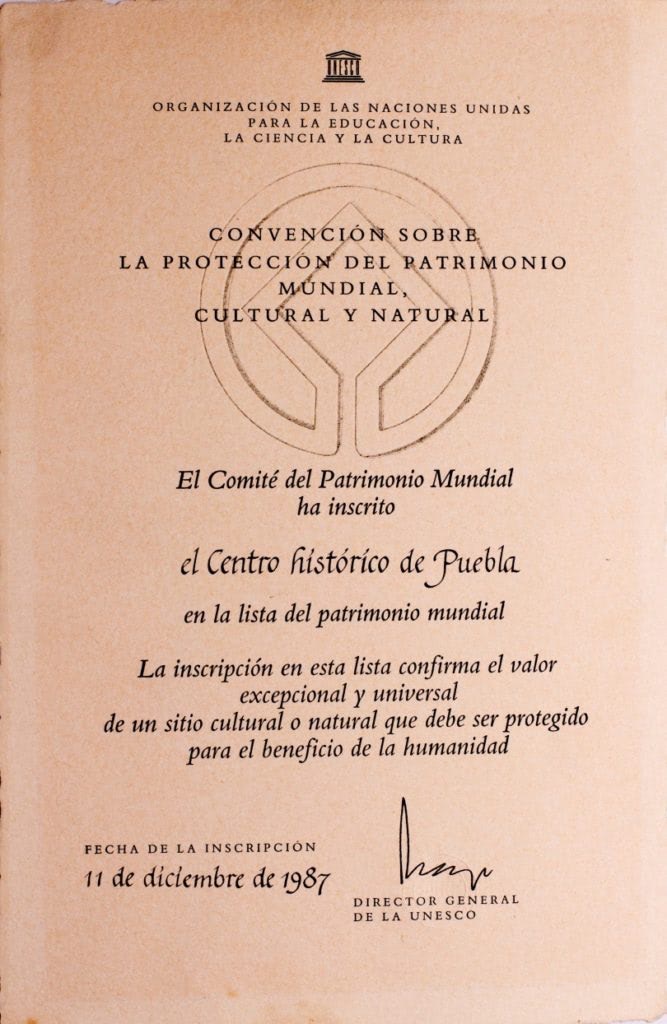 UNESCO
ORGANIZACIÓN DE LAS NACIONES UNIDAS
PARA LA EDUCACIÓN,
LA CIENCIA Y LA CULTURA
CONVENCIÓN SOBRE
LA PROTECCIÓN DEL PATRIMONIO
MUNDIAL,
CULTURAL Y NATURAL
El Comité del Patrimonio Mundial
ha inscrito
el Centro histórico de Puebla
en la lista del patrimonio mundial
La inscripción en esta lista confirma el valor
excepcional y universal
de un sitio cultural o natural que debe ser protegido
para el beneficio de la humanidad
FECHA DE LA INSCRIPCIÓN
11 de diciembre de 1987
DIRECTOR GENERAL
DE LA UNESCO